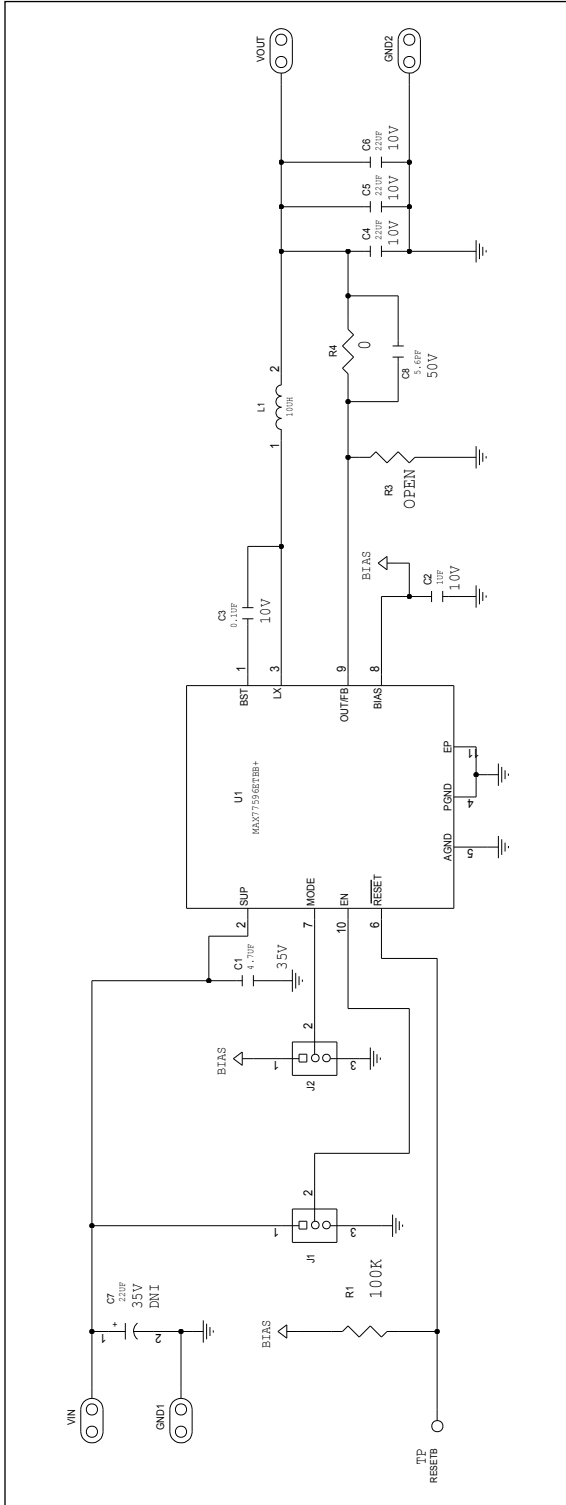 VOUT
GND2
C6
22UF
10V
C5
22UF
10V
C4
22UF
10V
R4
0
C8
5.6PF
50V
L1
10UH
1
2
R3
OPEN
BIAS
C2
1UF
10V
C3
0.1UF
10V
1
3
9
8
BST
LX
OUT/FB
BIAS
U1
MAX77596ETBB+
EP
11
PGND
4
AGND
5
SUP
MODE
EN
RESET
2
7
10
6
C1
4.7UF
35V
BIAS
1
2
3
J2
1
2
3
J1
R1
100K
BIAS
C7
22UF
35V
DNI
+
1
2
VIN
GND1
TP
RESETB